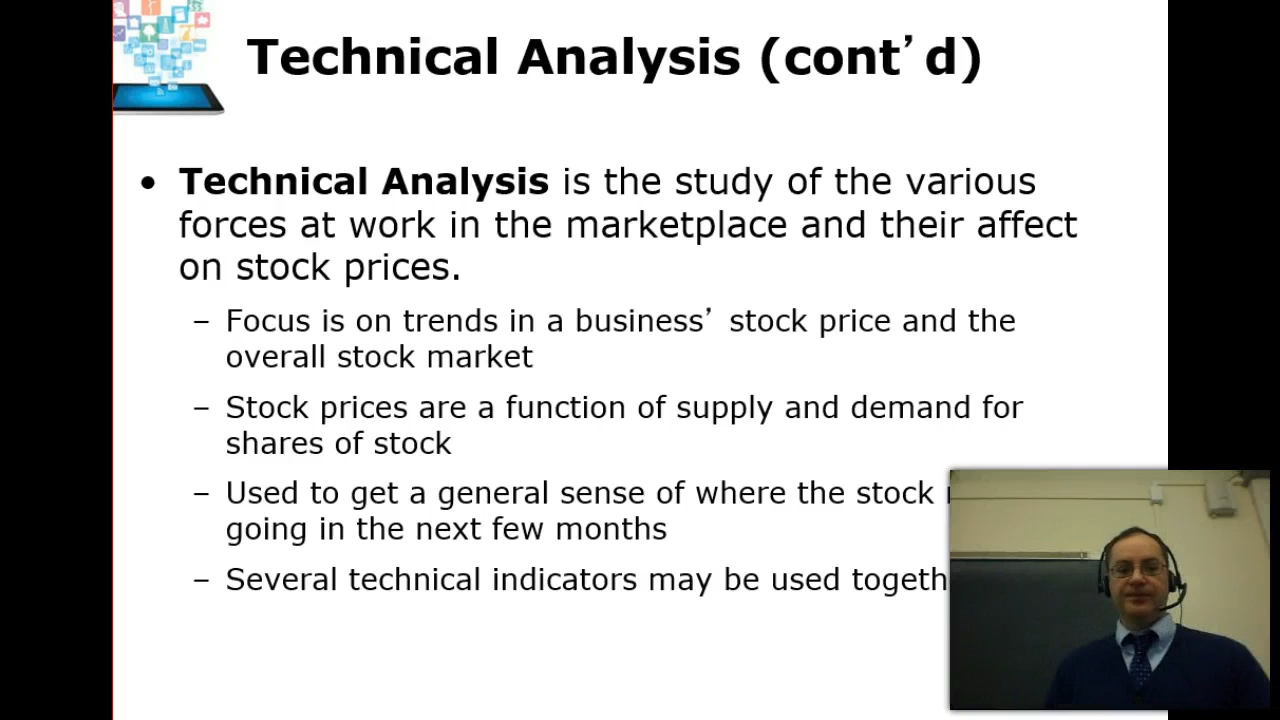 Technical Analysis (cont’d)
• Technical Analysis is the study of the various
forces at work in the marketplace and their affect
on stock prices.
– Focus is on trends in a business’ stock price and the
overall stock market
– Stock prices are a function of supply and demand for
shares of stock
– Used to get a general sense of where the stock
going in the next few months
– Several technical indicators may be used